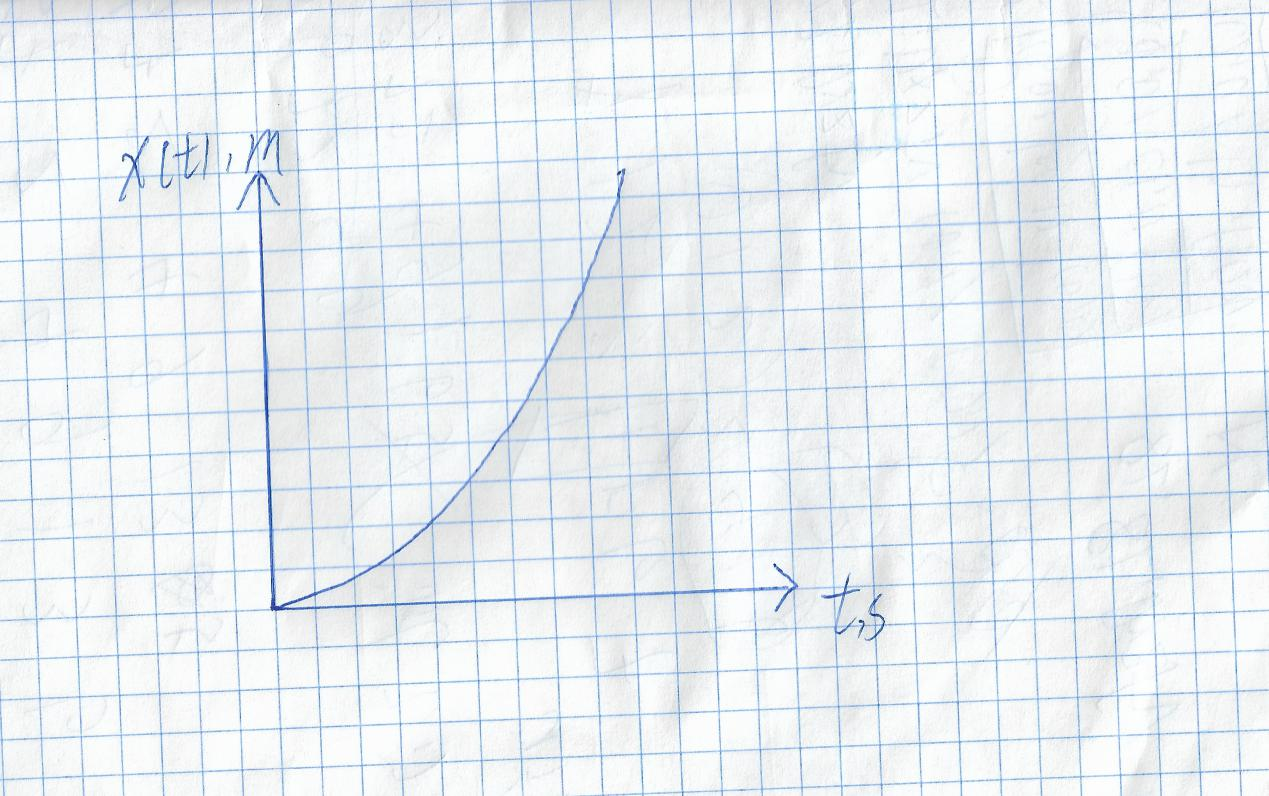 x(t), m
t, s